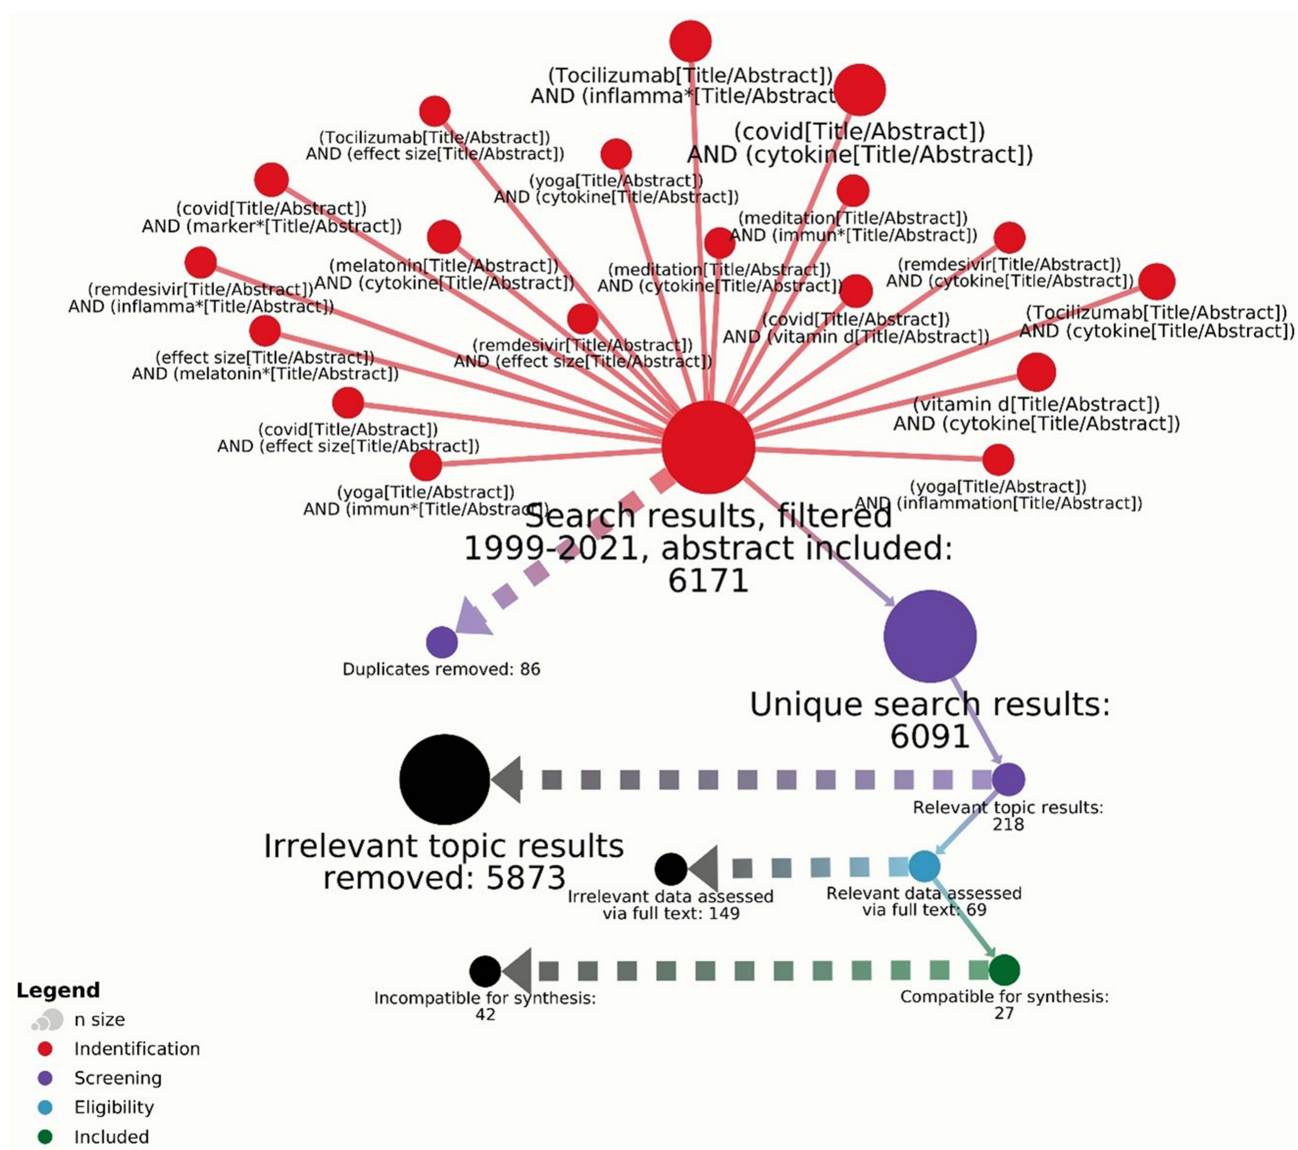 (Tocilizumab[Title/Abstract])
AND (inflamma*[Title/Abstract
(covid[Title/Abstract])
AND (cytokine[Title/Abstract])
(Tocilizumab[Title/Abstract])
AND (effect size[Title/Abstract])
(yoga[Title/Abstract])
AND (cytokine[Title/Abstract])
(covid[Title/Abstract])
AND (marker*[Title/Abstract])
(meditation[Title/Abstract])
AND (immun*[Title/Abstract])
(melatonin[Title/Abstract])
AND (cytokine[Title/Abstract])
(meditation[Title/Abstract])
AND (cytokine[Title/Abstract])
(remdesivir[Title/Abstract])
AND (cytokine[Title/Abstract])
(remdesivir[Title/Abstract])
AND (inflamma*[Title/Abstract])
(Tocilizumab[Title/Abstract])
AND (cytokine[Title/Abstract])
(covid[Title/Abstract])
AND (vitamin d[Title/Abstract])
(remdesivir[Title/Abstract])
AND (effect size[Title/Abstract])
(effect size[Title/Abstract])
AND (melatonin*[Title/Abstract])
(vitamin d[Title/Abstract])
AND (cytokine[Title/Abstract])
(covid[Title/Abstract])
AND (effect size[Title/Abstract])
(yoga[Title/Abstract])
AND (immun*[Title/Abstract])
(yoga[Title/Abstract])
AND (inflammation[Title/Abstract])
Search results, filtered
1999-2021, abstract included:
6171
Duplicates removed: 86
Unique search results:
6091
Relevant topic results:
218
Irrelevant topic results
removed: 5873
Irrelevant data assessed
via full text: 149
Relevant data assessed
via full text: 69
Incompatible for synthesis:
42
Compatible for synthesis:
27
Legend
n size
Indentification
Screening
Eligibility
Included